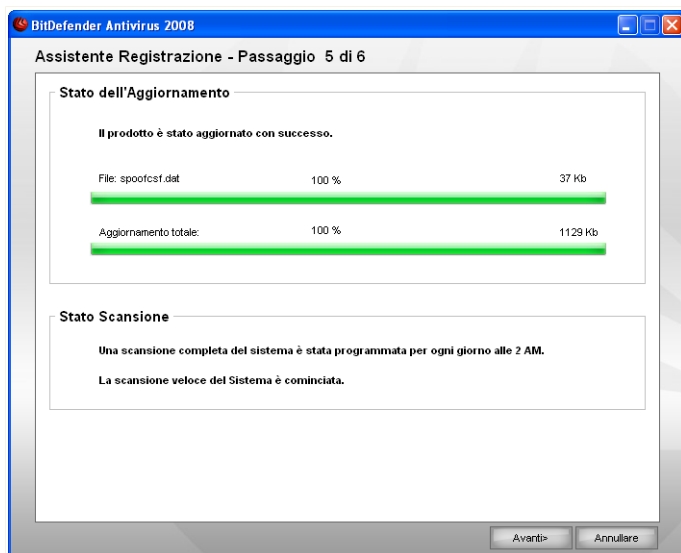 BitDefender Antivirus 2008
Assistente Registrazione - Passaggio 5 di 6
Stato dell'Aggiornamento
Il prodotto è stato aggiornato con successo.
File: spoofcsf.dat 100 % 37 Kb
Aggiornamento totale: 100 % 1129 Kb
Stato Scansione
Una scansione completa del sistema è stata programmata per ogni giorno alle 2 AM.
La scansione veloce del Sistema è cominciata.
Avanti> Annullare